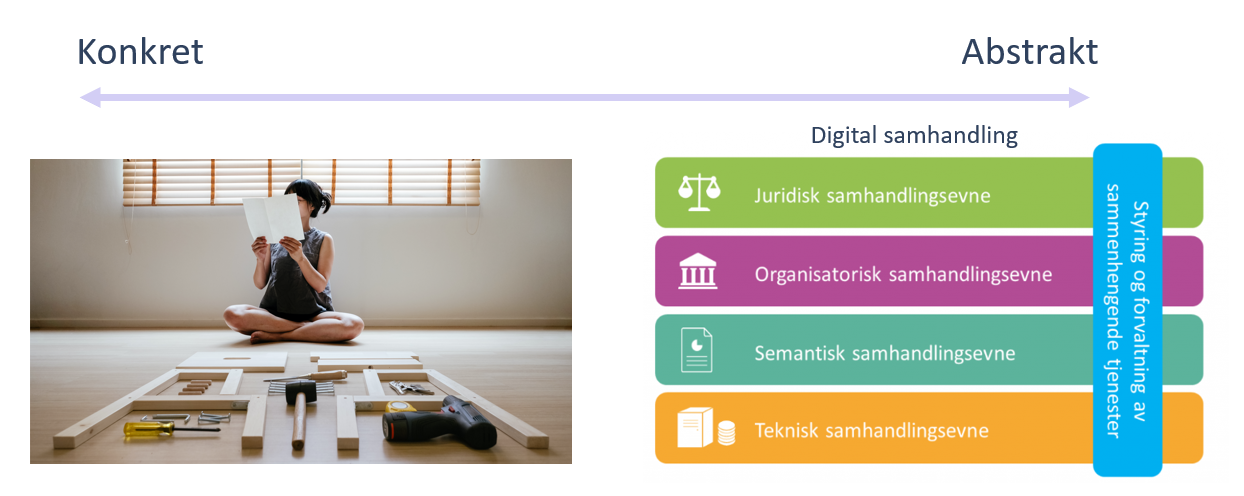 Konkret
Abstrakt
Digital samhandling
Juridisk samhandlingsevne
Organisatorisk samhandlingsevne
Semantisk samhandlingsevne
Teknisk samhandlingsevne
Styring og forvaltning av
sammenhengende tjenester